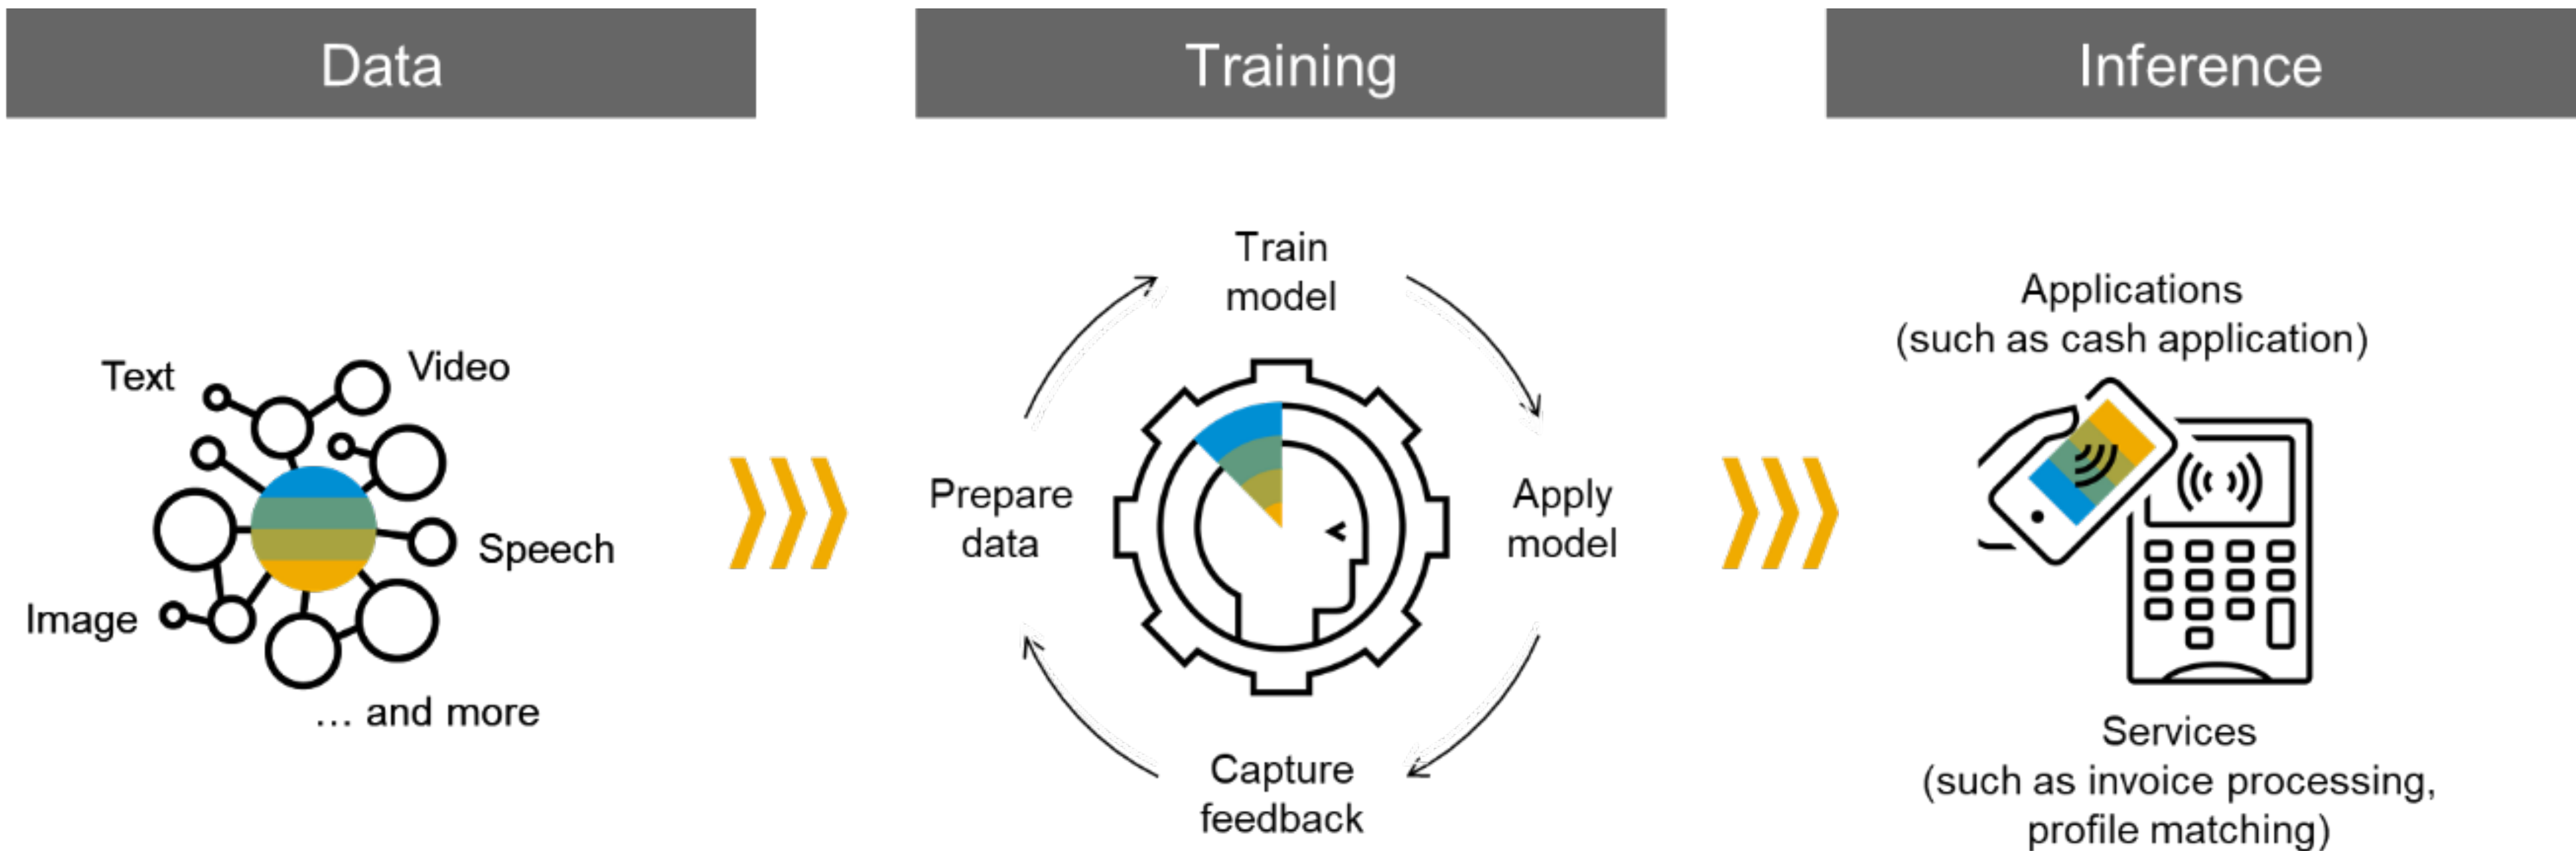 Data
Training
Inference
Text
Video
Speech
Image
... and more
Train
model
Prepare
data
Apply
model
Capture
feedback
Applications
(such as cash application)
Services
(such as invoice processing,
profile matching)